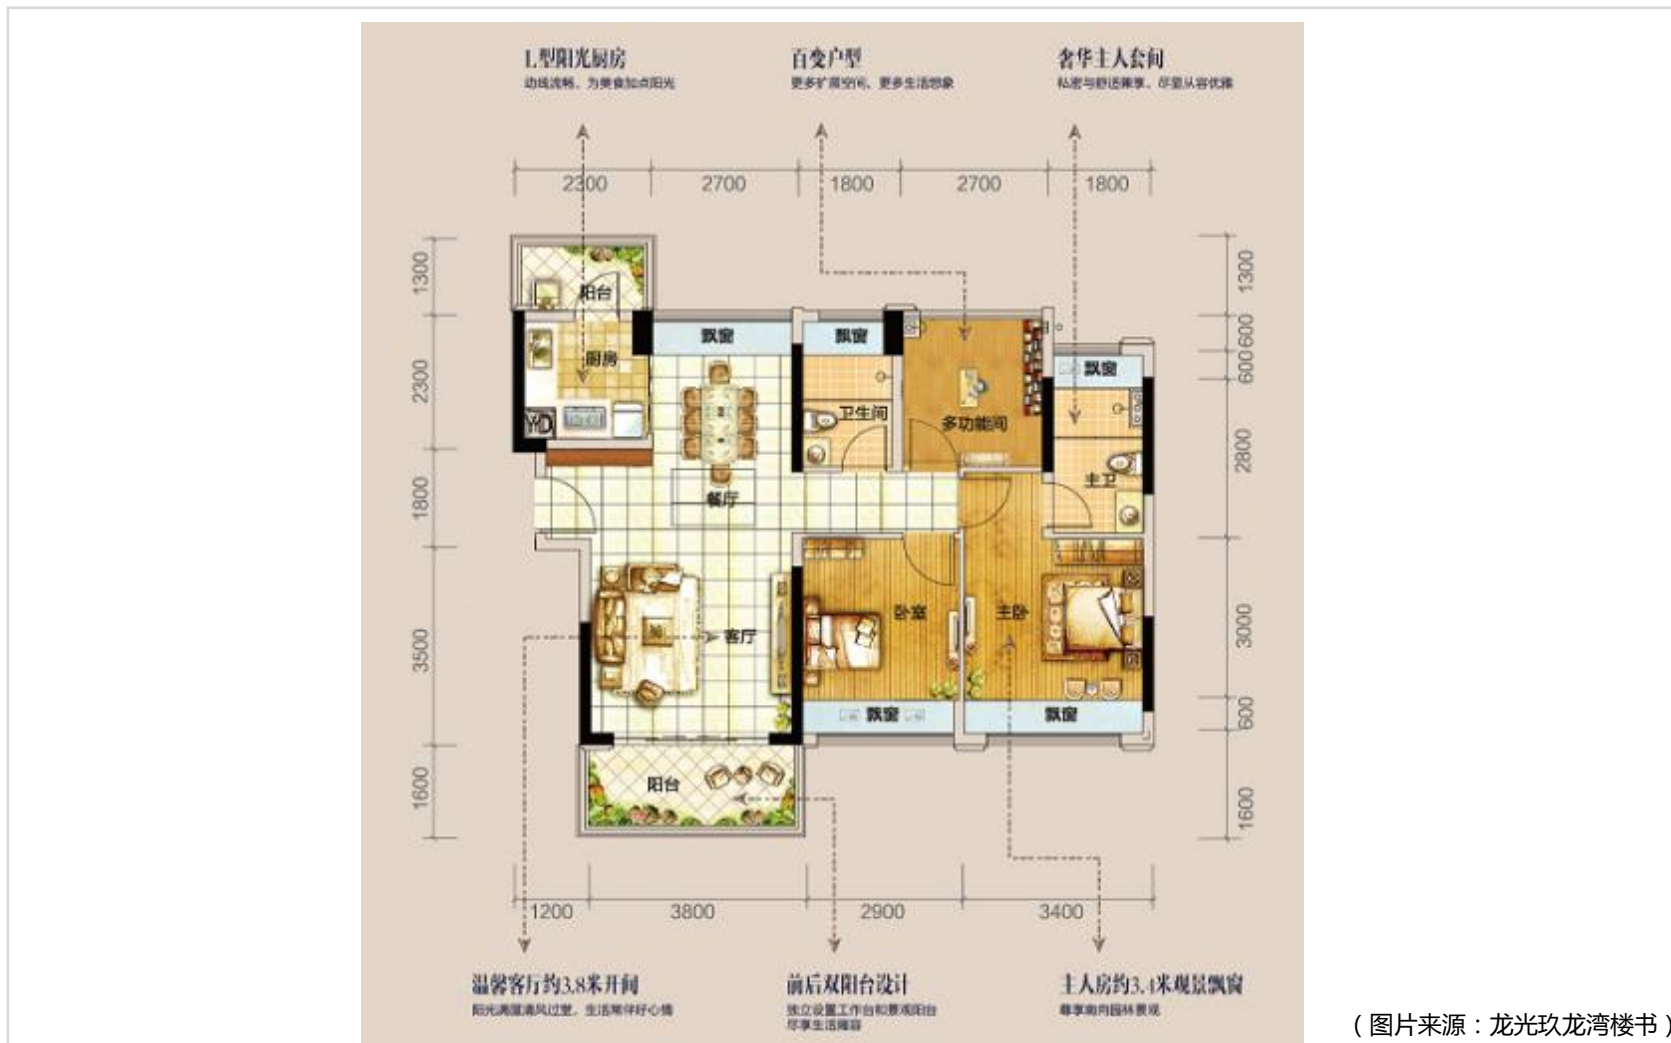 L型阳光厨房
动线流畅，为美食加点阳光
百变户型
更多扩展空间、更多生活想象
奢华主人套间
私密与舒适兼享，尽显从容优雅
2300
2700
1800
2700
1800
1300
2300
1800
3500
1600
1300
600
600
2800
3000
600
1600
阳台
厨房
飘窗
飘窗
飘窗
卫生间
多功能间
主卫
餐厅
客厅
卧室
主卧
飘窗
飘窗
阳台
1200
3800
2900
3400
温馨客厅约3.8米开间
阳光满屋清风过堂，生活常伴好心情
前后双阳台设计
独立设置工作台和景观阳台
尽享生活雍容
主人房约3.4米观景飘窗
尊享南向园林景观
（图片来源：龙光玖龙湾楼书）